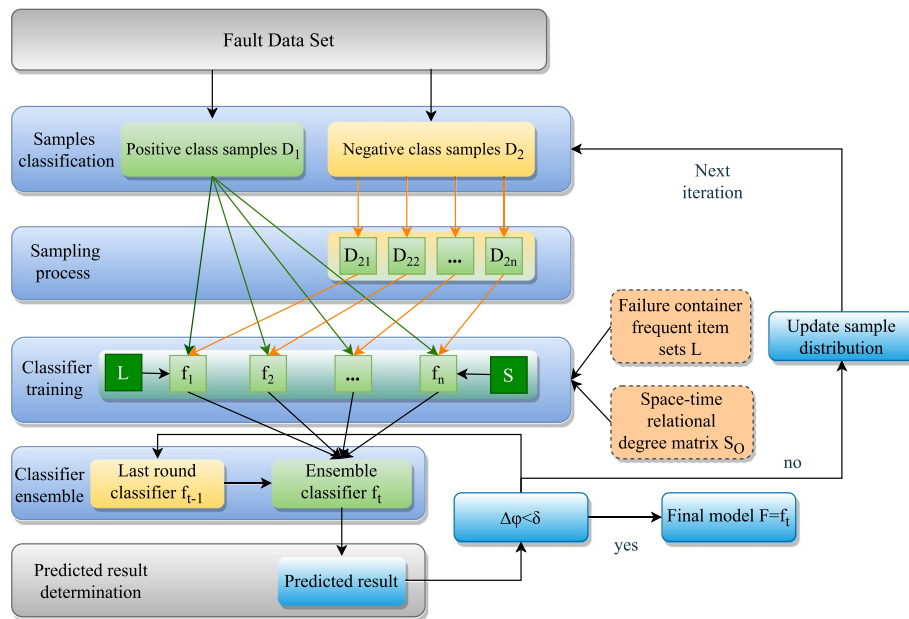 Fault Data Set
Samples
classification
Positive class samples D1
Negative class samples D2
Next
iteration
Sampling
process
D21
D22
...
D2n
Failure container
frequent item
sets L
Update sample
distribution
Classifier
training
L
f1
f2
...
fn
S
Space-time
relational
degree matrix SO
Classifier
ensemble
Last round
classifier ft-1
Ensemble
classifier ft
no
Δφ<δ
Final model F=ft
yes
Predicted result
determination
Predicted result